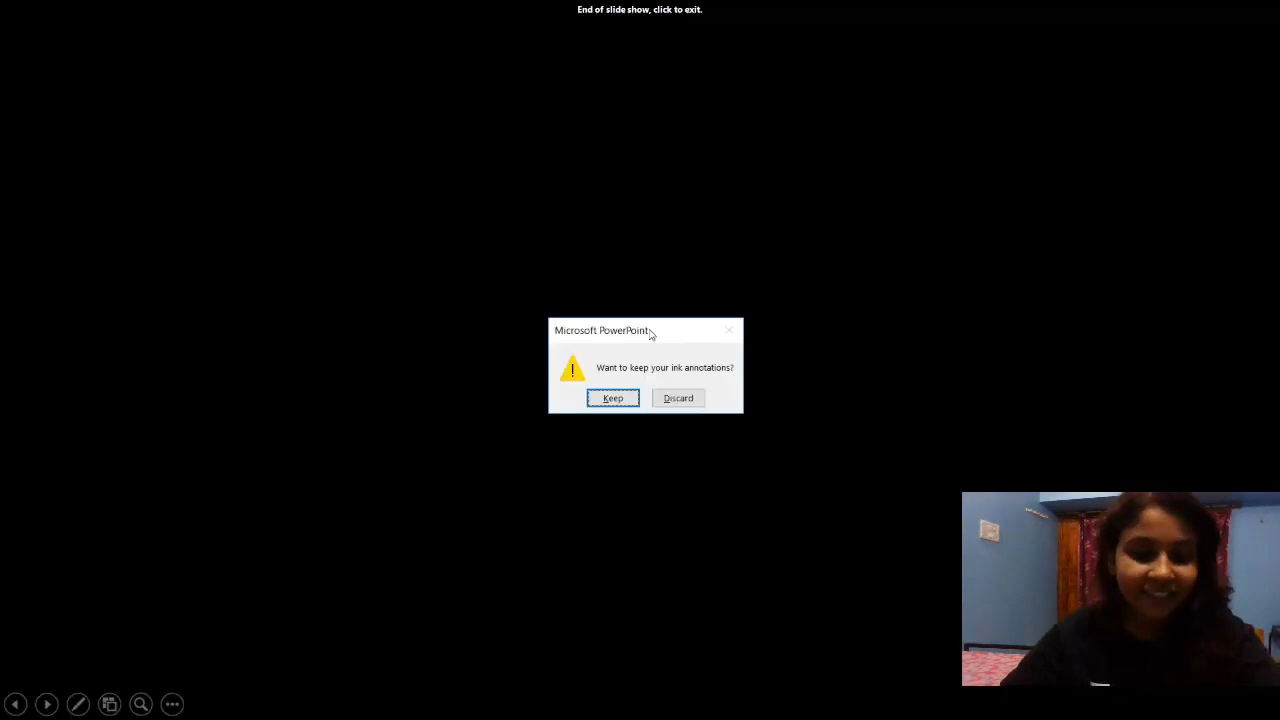 End of slide show, click to exit.
Microsoft PowerPoint
Want to keep your ink annotations?
Keep
Discard